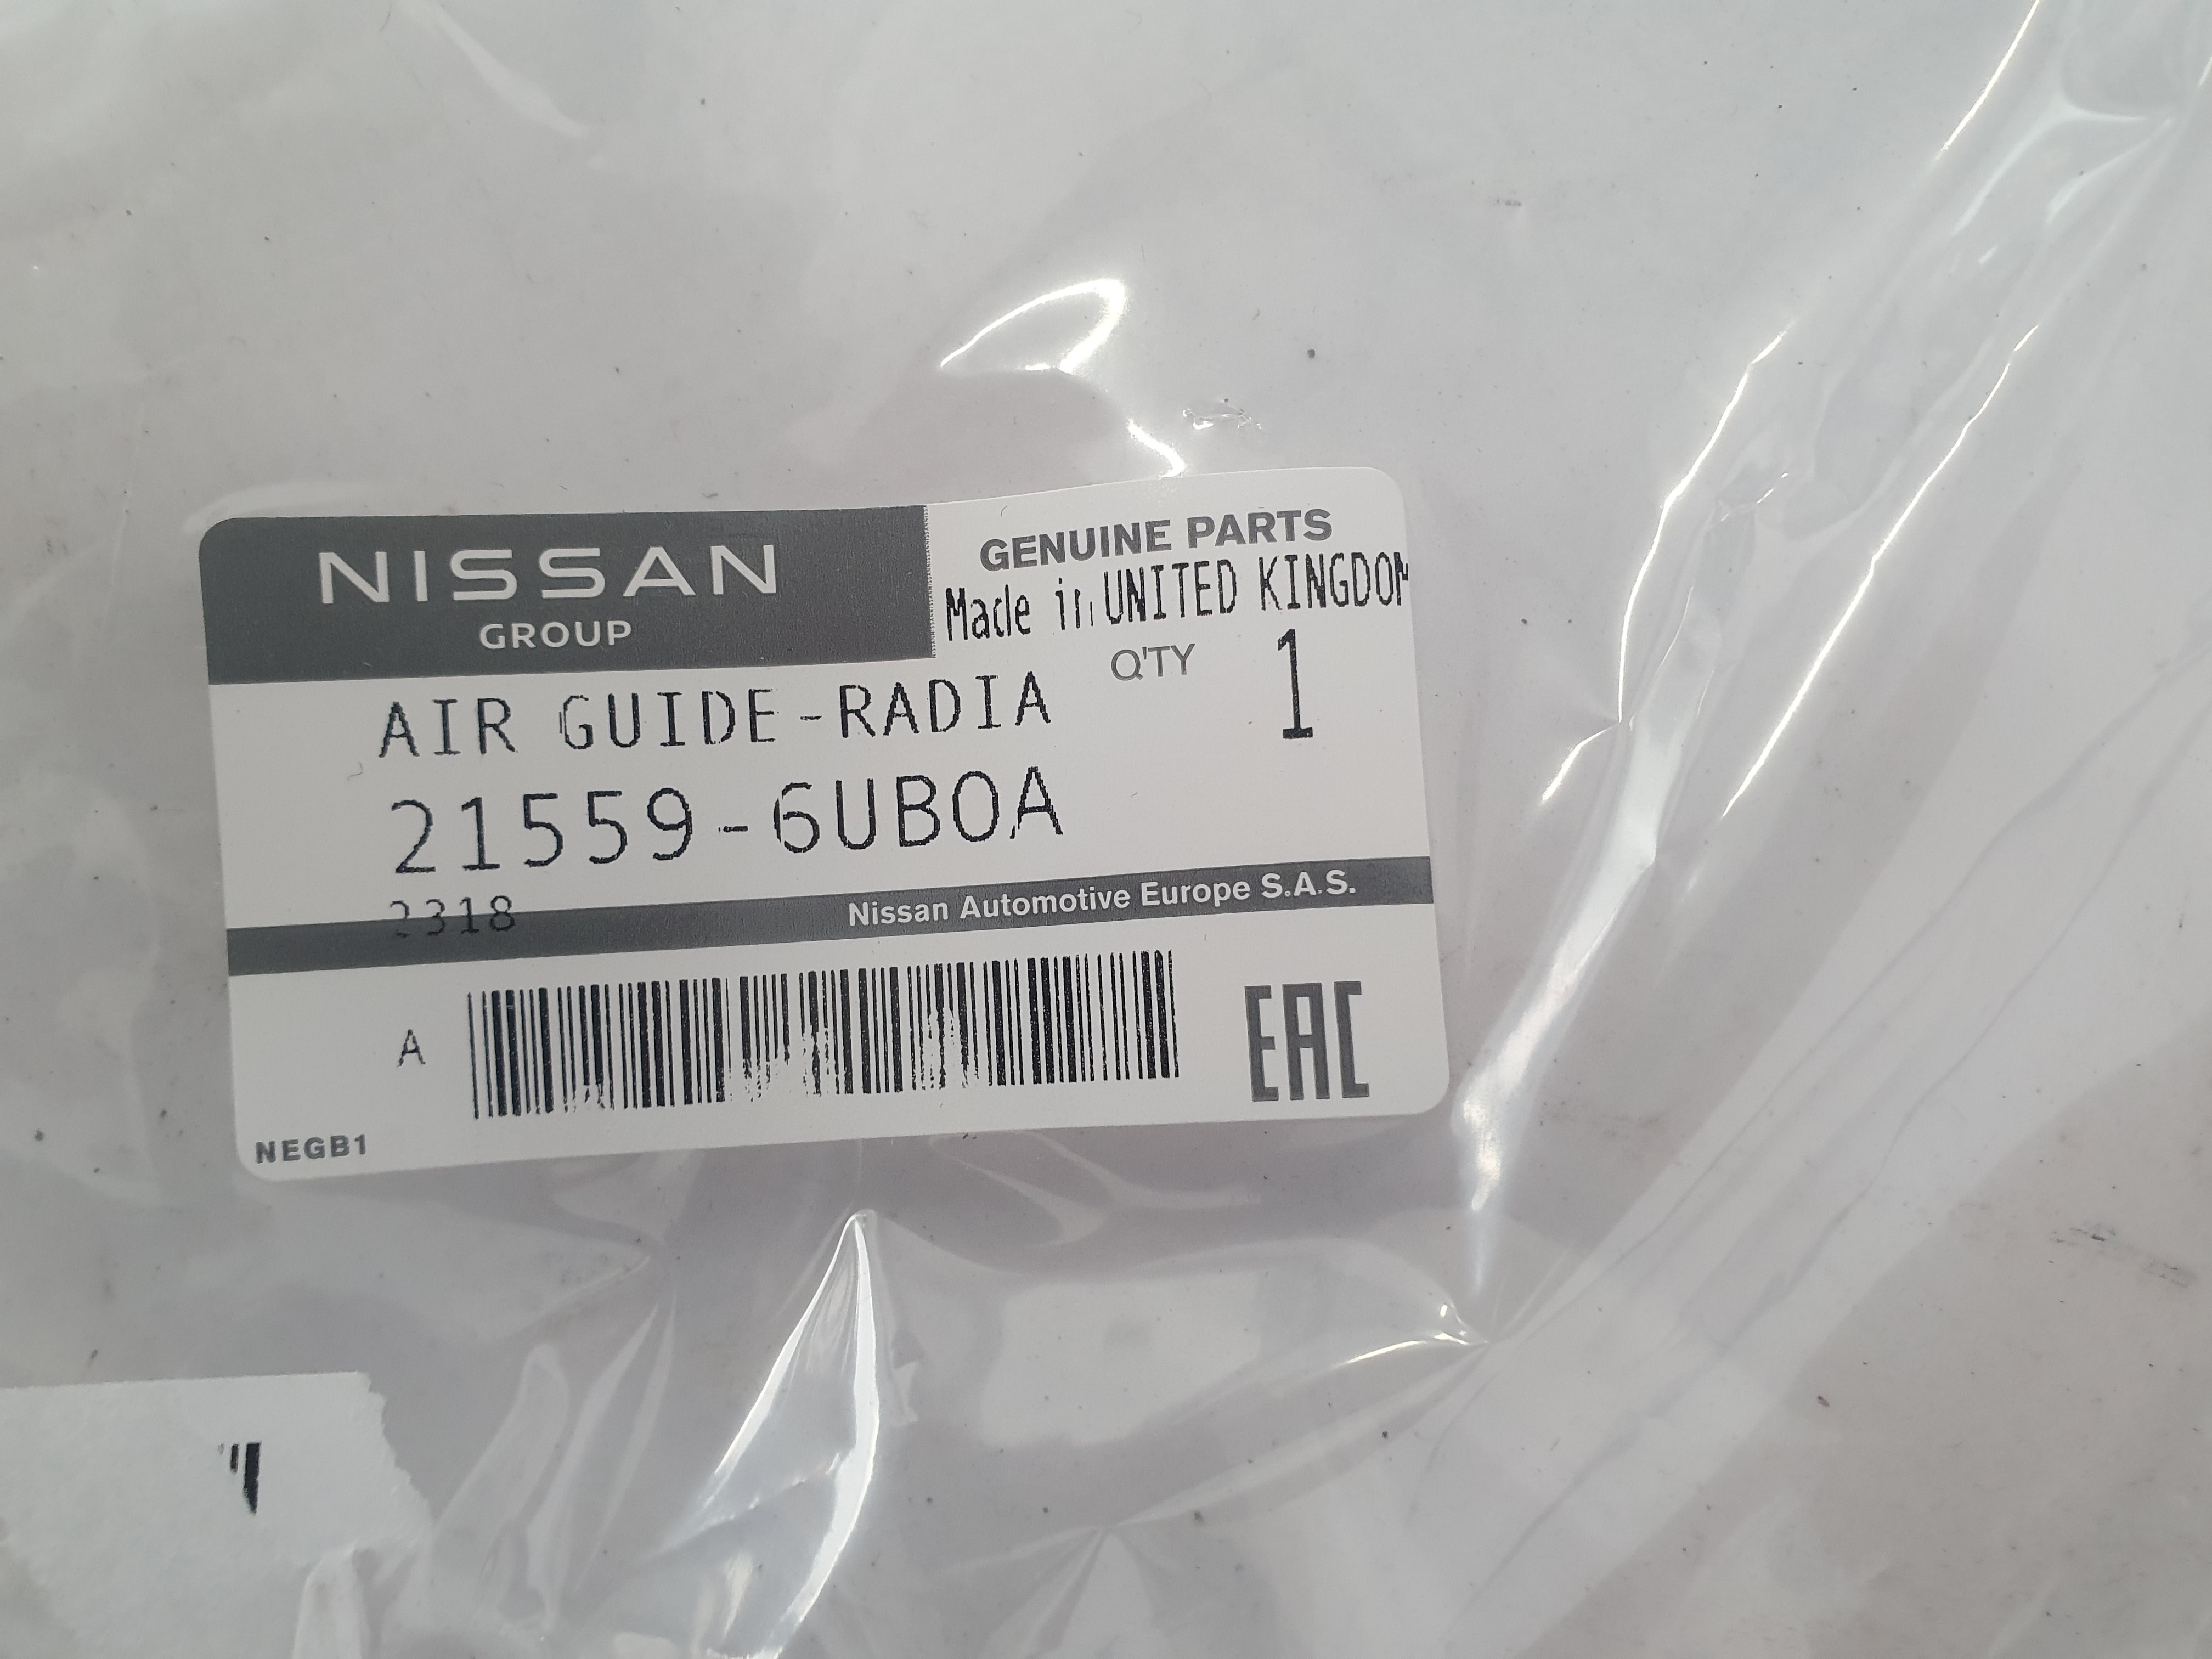 NISSAN
GROUP
GENUINE PARTS
Made in UNITED KINGDOM
Q'TY 1
AIR GUIDE-RADIA
21559-6UB0A
2318
Nissan Automotive Europe S.A.S.
A
EAC
NEGB1